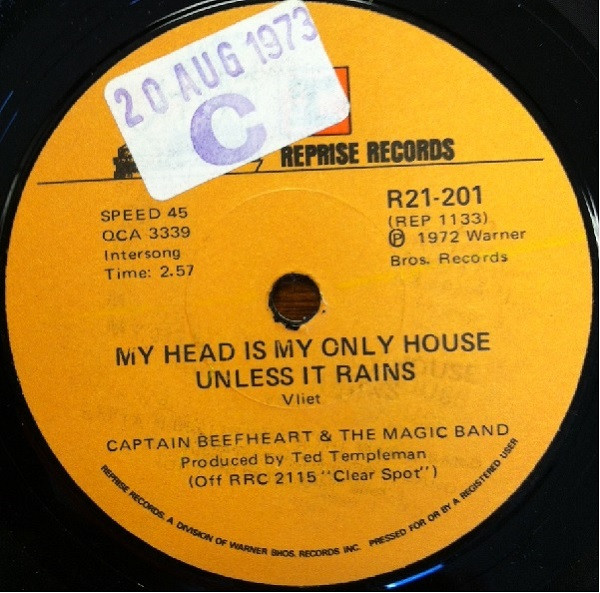 20 AUG 1973
C
REPRISE RECORDS
SPEED 45
QCA 3339
Intersong
Time: 2.57
R21-201
(REP 1133)
Ⓟ 1972 Warner
Bros. Records
MY HEAD IS MY ONLY HOUSE
UNLESS IT RAINS
Vliet
CAPTAIN BEEFHEART & THE MAGIC BAND
Produced by Ted Templeman
(Off RRC 2115 "Clear Spot")
REPRISE RECORDS, A DIVISION OF WARNER BROS. RECORDS INC. PRESSED FOR OR BY A REGISTERED USER